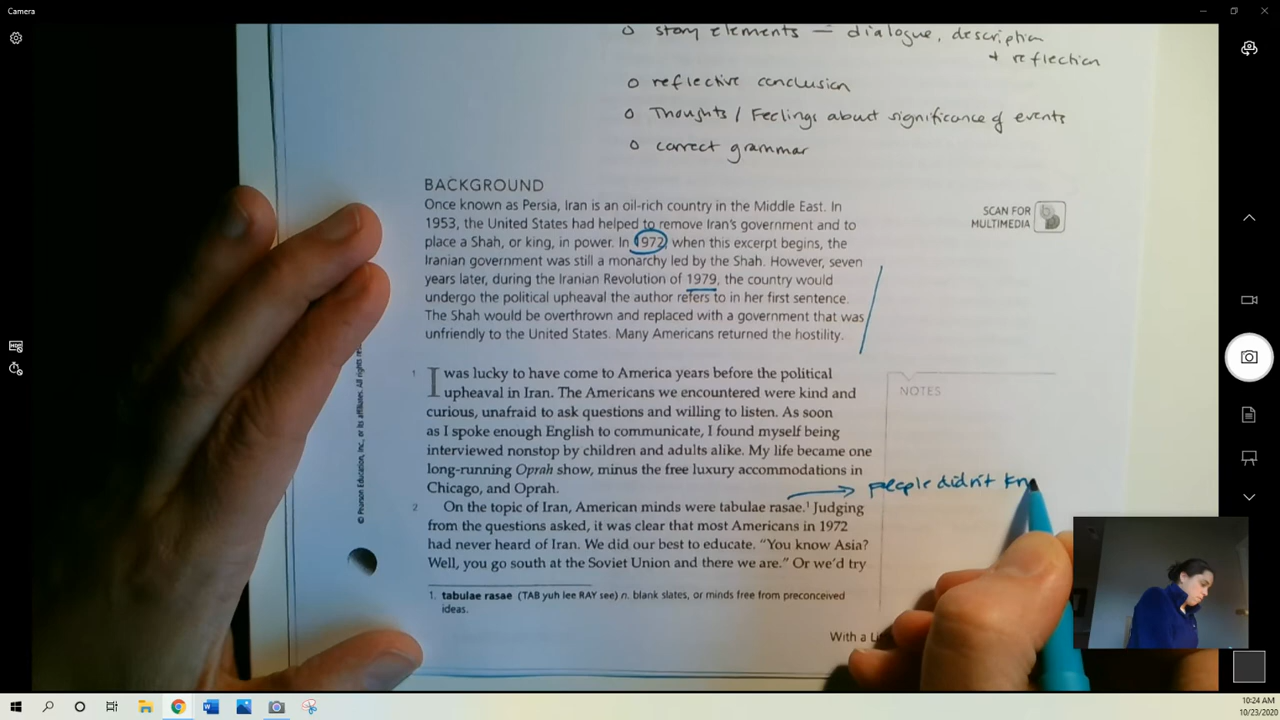 Camera
o story elements — dialogue, description
+ reflection
o reflective conclusion
o Thoughts / Feelings about significance of events
o correct grammar
BACKGROUND
Once known as Persia, Iran is an oil-rich country in the Middle East. In
1953, the United States had helped to remove Iran's government and to
place a Shah, or king, in power. In 1972, when this excerpt begins, the
Iranian government was still a monarchy led by the Shah. However, seven
years later, during the Iranian Revolution of 1979, the country would
undergo the political upheaval the author refers to in her first sentence.
The Shah would be overthrown and replaced with a government that was
unfriendly to the United States. Many Americans returned the hostility.
SCAN FOR
MULTIMEDIA
1 I was lucky to have come to America years before the political
upheaval in Iran. The Americans we encountered were kind and
curious, unafraid to ask questions and willing to listen. As soon
as I spoke enough English to communicate, I found myself being
interviewed nonstop by children and adults alike. My life became one
long-running Oprah show, minus the free luxury accommodations in
Chicago, and Oprah.
2 On the topic of Iran, American minds were tabulae rasae.¹ Judging
from the questions asked, it was clear that most Americans in 1972
had never heard of Iran. We did our best to educate. "You know Asia?
Well, you go south at the Soviet Union and there we are." Or we'd try
NOTES
people didn't kn
1. tabulae rasae (TAB yuh lee RAY see) n. blank slates, or minds free from preconceived
ideas.
With a
© Pearson Education, Inc., or its affiliates. All rights
10:24 AM
10/23/2020